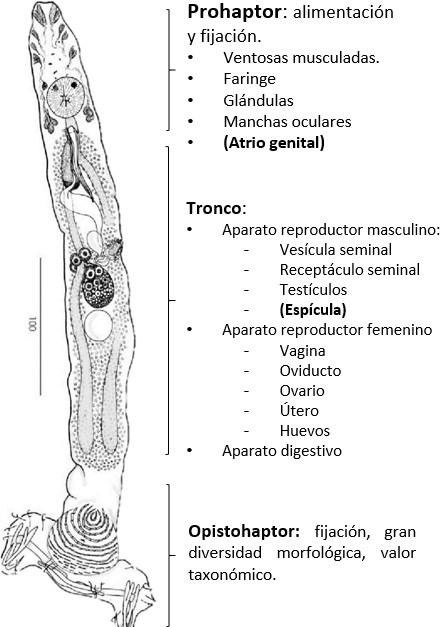 Prohaptor: alimentación
y fijación.
• Ventosas musculadas.
• Faringe
• Glándulas
• Manchas oculares
• (Atrio genital)
Tronco:
• Aparato reproductor masculino:
- Vesícula seminal
- Receptáculo seminal
- Testículos
- (Espícula)
• Aparato reproductor femenino
- Vagina
- Oviducto
- Ovario
- Útero
- Huevos
• Aparato digestivo
100
Opistohaptor: fijación, gran
diversidad morfológica, valor
taxonómico.